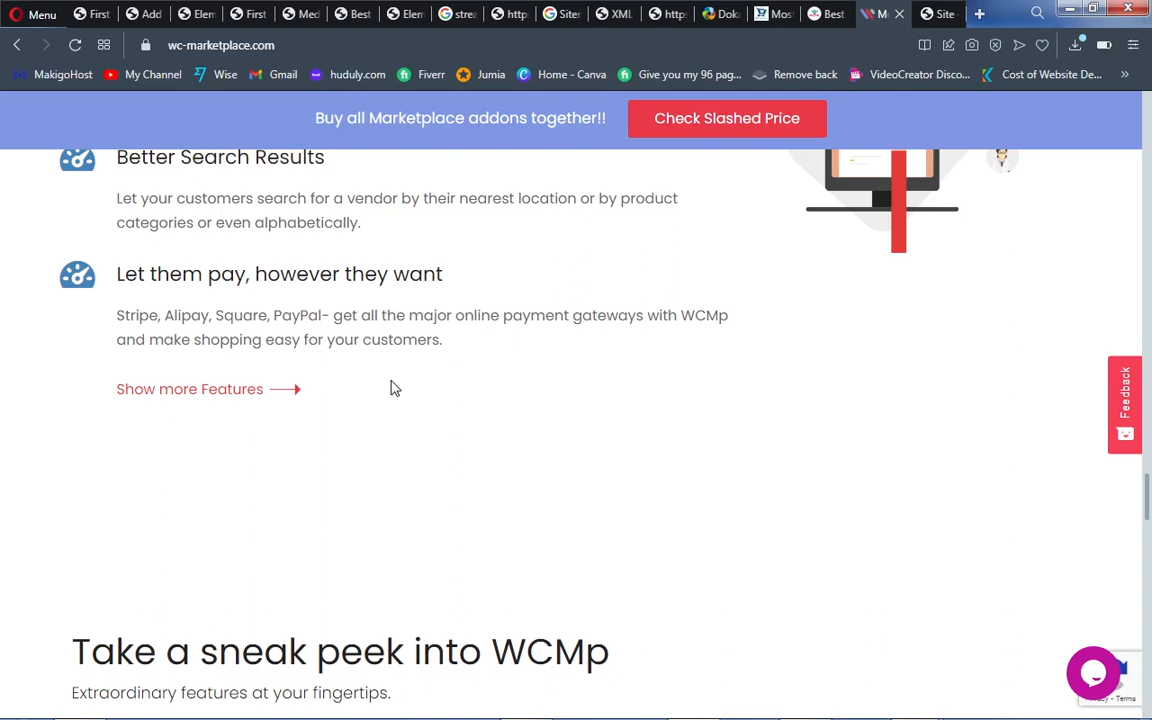 Menu
First
Add
Elem
First
Med
Best
Elem
strea
http
Siten
XML
http
Doka
Most
Best
M
Site
wc-marketplace.com
MakigoHost
My Channel
Wise
Gmail
huduly.com
Fiverr
Jumia
Home - Canva
Give you my 96 pag...
Remove back
VideoCreator Disco...
Cost of Website De...
Buy all Marketplace addons together!!
Check Slashed Price
Better Search Results
Let your customers search for a vendor by their nearest location or by product
categories or even alphabetically.
Let them pay, however they want
Stripe, Alipay, Square, PayPal- get all the major online payment gateways with WCMp
and make shopping easy for your customers.
Show more Features
Feedback
Take a sneak peek into WCMp
Extraordinary features at your fingertips.
- Terms